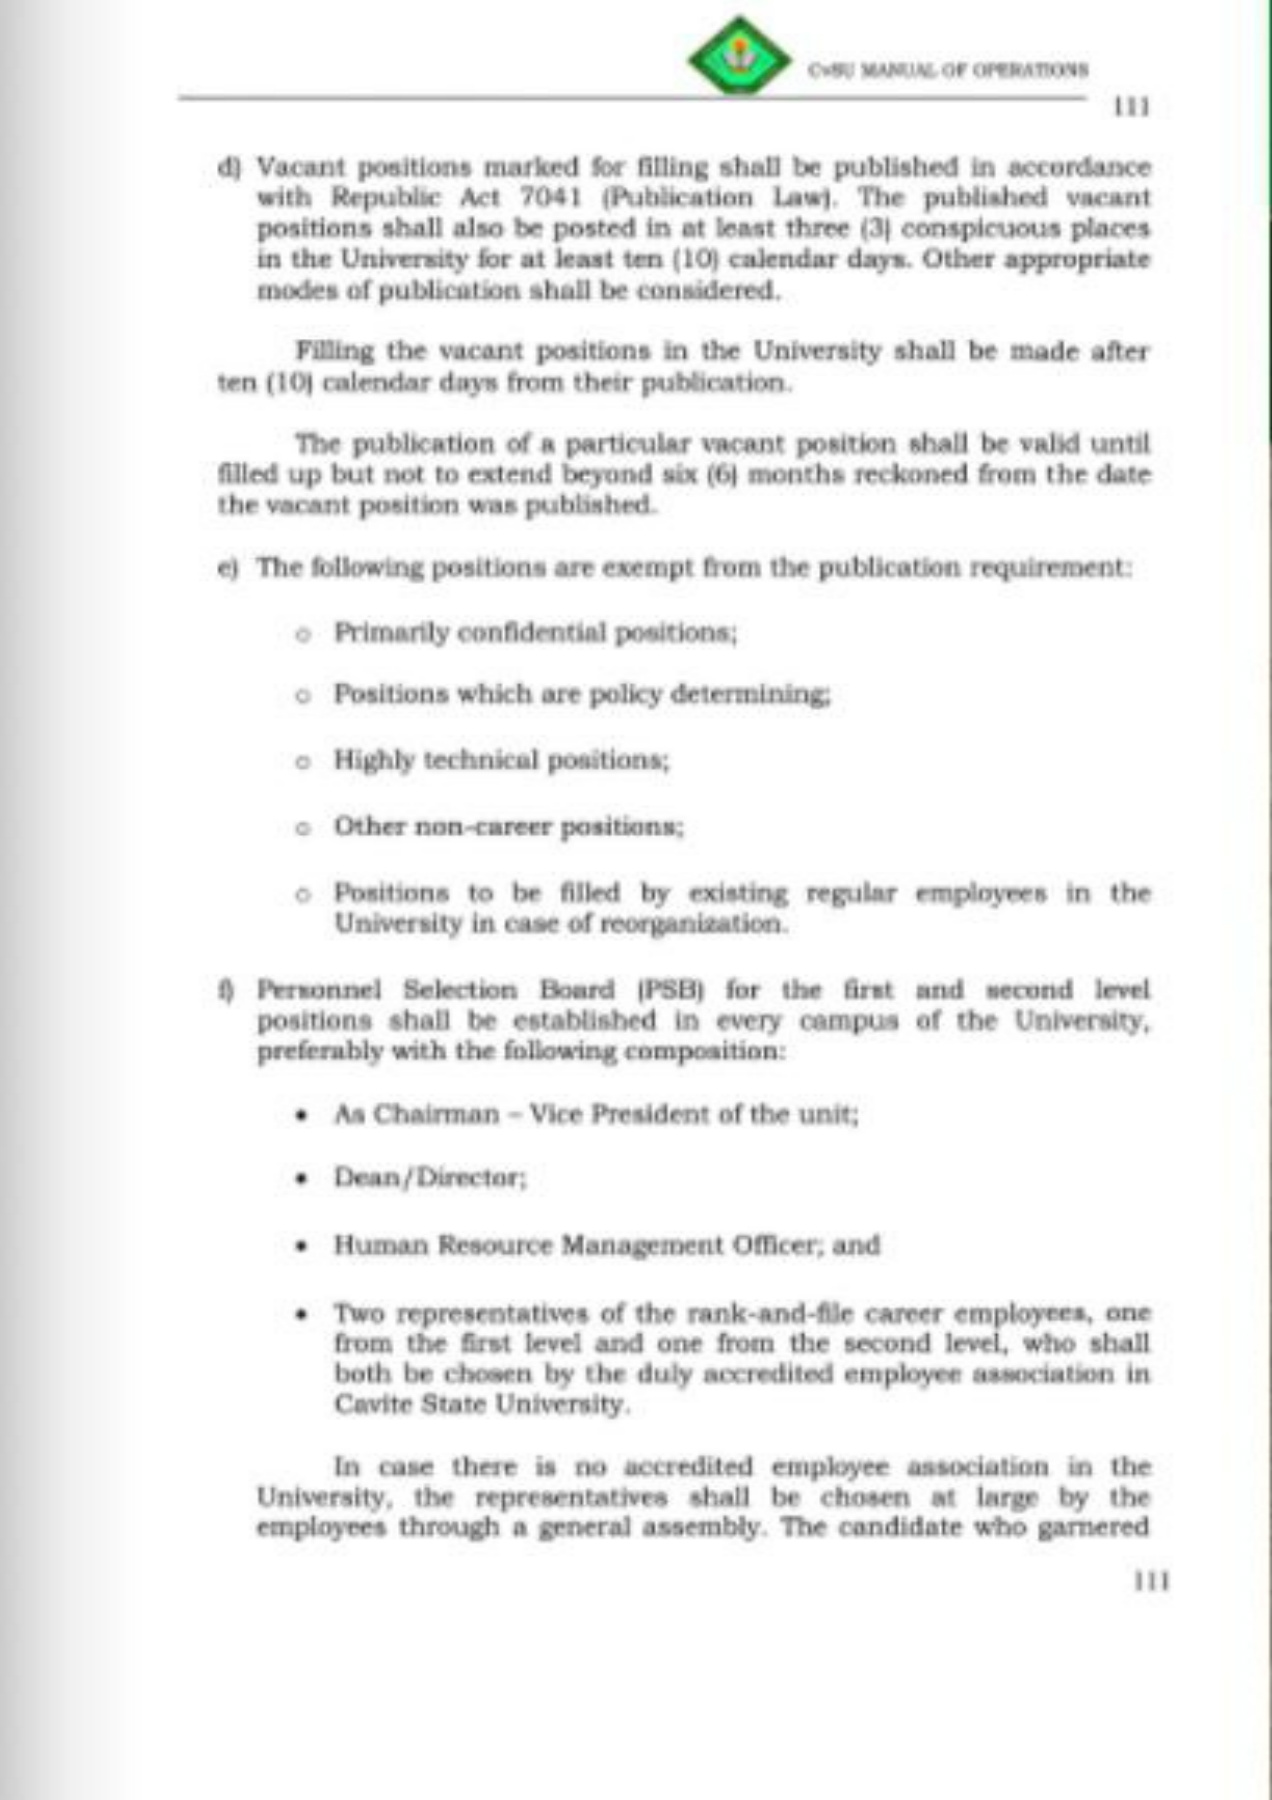 CvSU MANUAL OF OPERATIONS
111
d) Vacant positions marked for filling shall be published in accordance
with Republic Act 7041 (Publication Law). The published vacant
positions shall also be posted in at least three (3) conspicuous places
in the University for at least ten (10) calendar days. Other appropriate
modes of publication shall be considered.
Filling the vacant positions in the University shall be made after
ten (10) calendar days from their publication.
The publication of a particular vacant position shall be valid until
filled up but not to extend beyond six (6) months reckoned from the date
the vacant position was published.
e) The following positions are exempt from the publication requirement:
o Primarily confidential positions;
o Positions which are policy determining;
o Highly technical positions;
o Other non-career positions;
o Positions to be filled by existing regular employees in the
University in case of reorganization.
f) Personnel Selection Board (PSB) for the first and second level
positions shall be established in every campus of the University,
preferably with the following composition:
• As Chairman – Vice President of the unit;
• Dean/Director;
• Human Resource Management Officer; and
• Two representatives of the rank-and-file career employees, one
from the first level and one from the second level, who shall
both be chosen by the duly accredited employee association in
Cavite State University.
In case there is no accredited employee association in the
University, the representatives shall be chosen at large by the
employees through a general assembly. The candidate who garnered
111